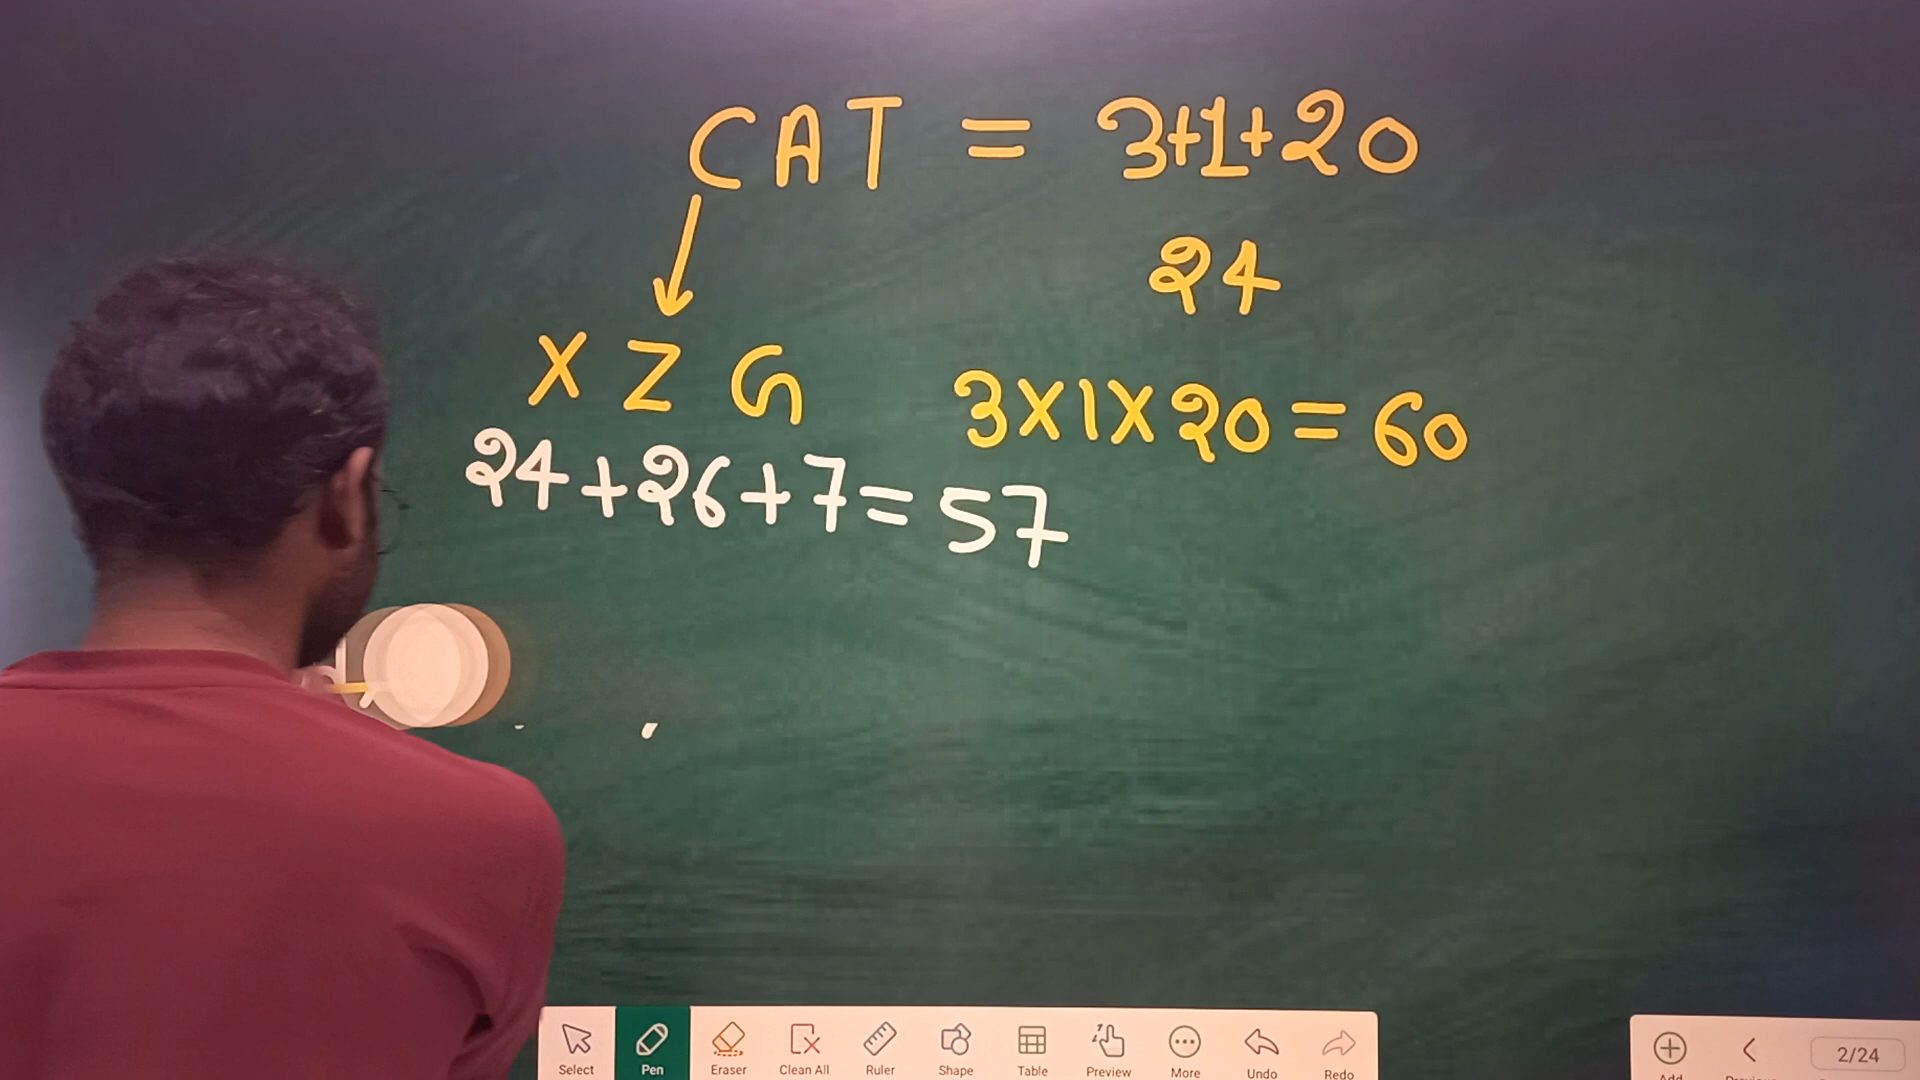 CAT = 3+1+20
24
X Z G
3X1X20=60
24+26+7=57
Select Pen Eraser Clean All Ruler Shape Table Preview More Undo Redo
2/24